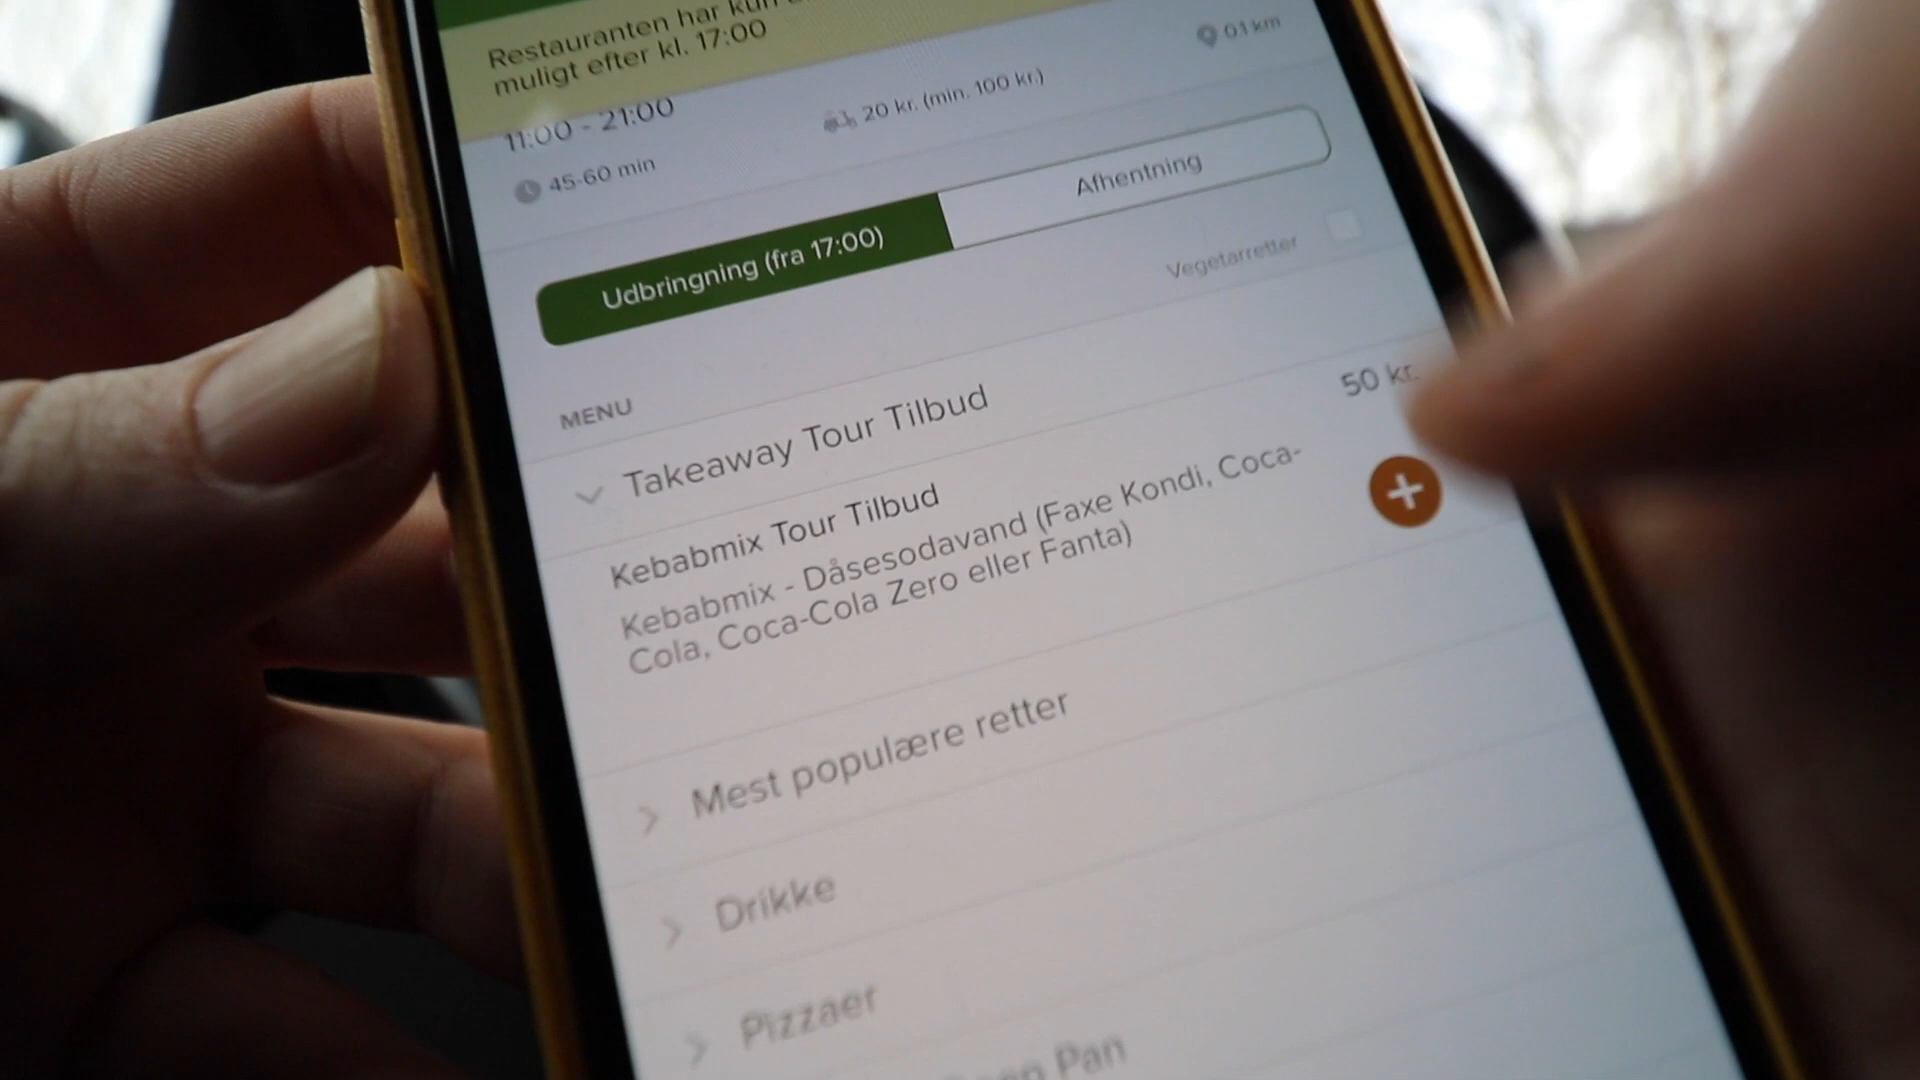 Restauranten har kun
muligt efter kl. 17:00
0.1 km
11:00 - 21:00
20 kr. (min. 100 kr.)
45-60 min
Udbringning (fra 17:00)
Afhentning
Vegetarretter
MENU
Takeaway Tour Tilbud
50 kr.
Kebabmix Tour Tilbud
Kebabmix - Dåsesodavand (Faxe Kondi, Coca-
Cola, Coca-Cola Zero eller Fanta)
Mest populære retter
Drikke
Pizzaer
Pan